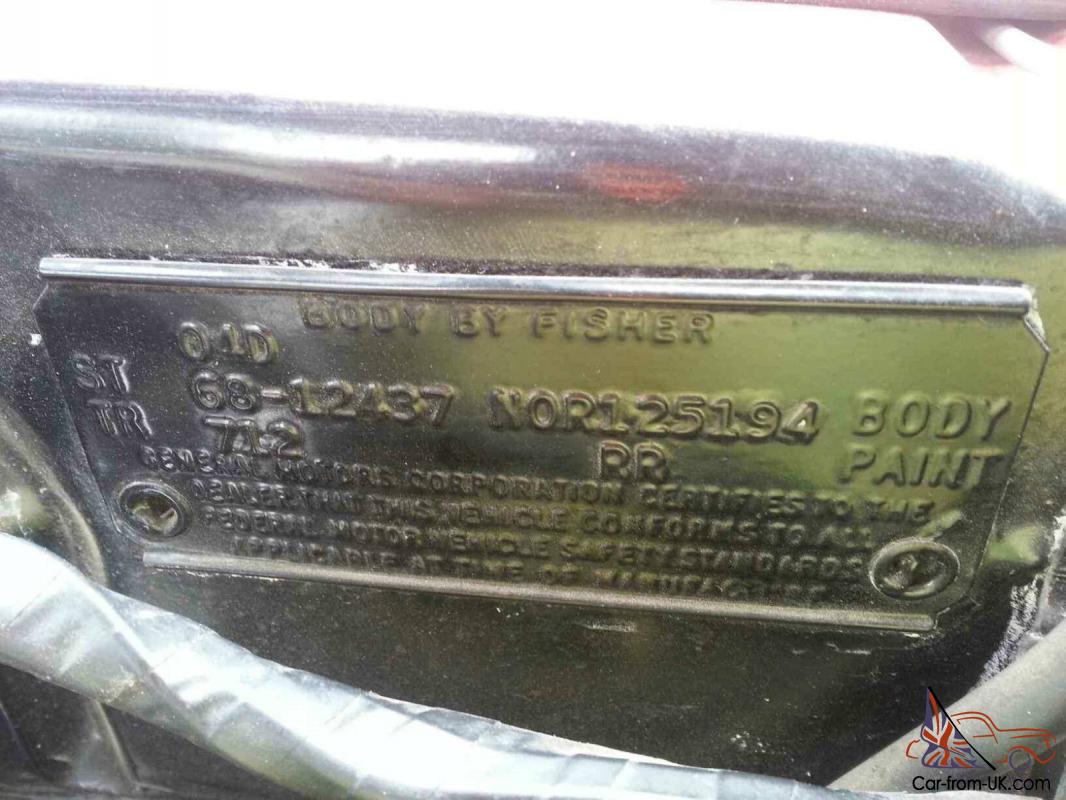 BODY BY FISHER
04D
ST 68-12437 NOR125194 BODY
TR 712 RR PAINT
GENERAL MOTORS CORPORATION CERTIFIES TO THE
DEALER THAT THIS VEHICLE CONFORMS TO ALL
FEDERAL MOTOR VEHICLE SAFETY STANDARDS
APPLICABLE AT TIME OF MANUFACTURE
Car-from-UK.com